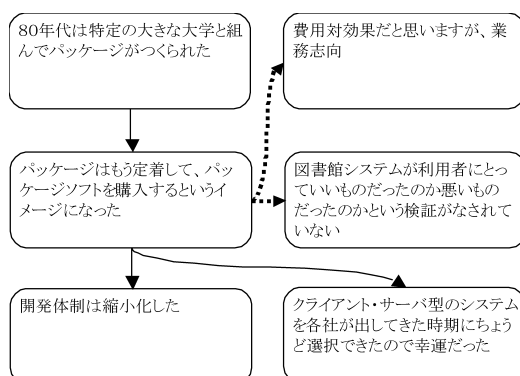 80年代は特定の大きな大学と組
んでパッケージがつくられた
費用対効果だと思いますが、業
務志向
パッケージはもう定着して、パッ
ケージソフトを購入するというイ
メージになった
図書館システムが利用者にとっ
ていいものだったのか悪いもの
だったのかという検証がなされて
いない
開発体制は縮小化した
クライアント・サーバ型のシステム
を各社が出してきた時期にちょう
ど選択できたので幸運だった